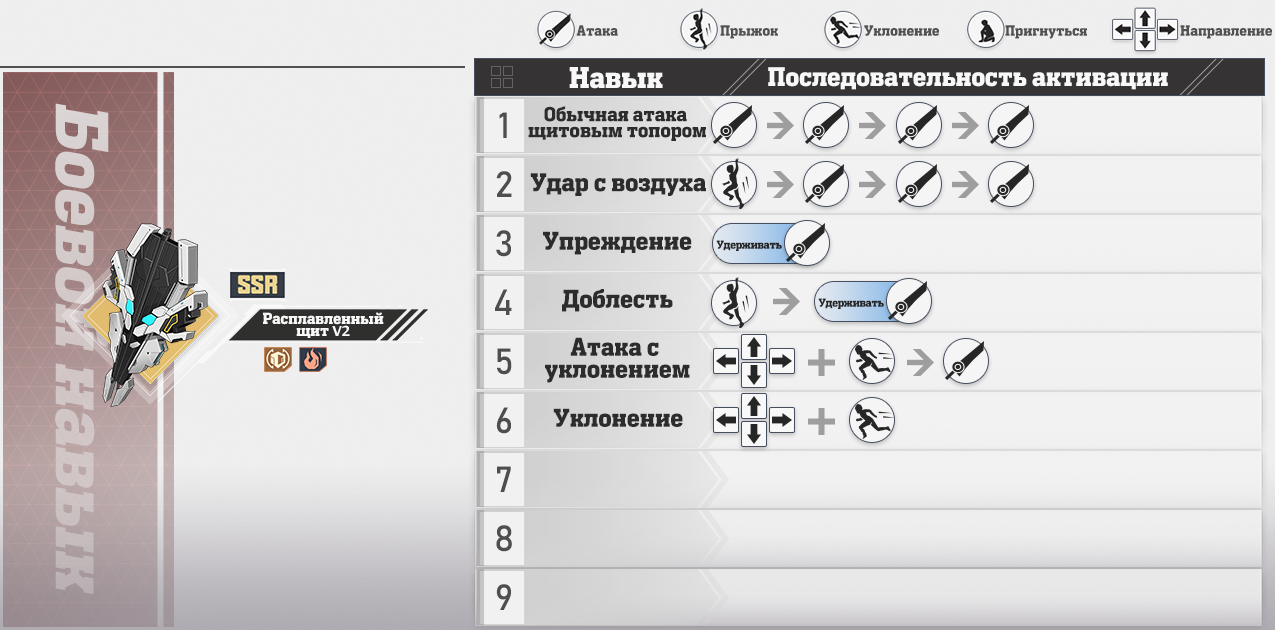 Атака
Прыжок
Уклонение
Пригнуться
Направление
Навык
Последовательность активации
Боевой навык
SSR
Расплавленный
щит V2
1
Обычная атака
щитовым топором
2
Удар с воздуха
3
Упреждение
Удерживать
4
Доблесть
Удерживать
5
Атака с
уклонением
6
Уклонение
7
8
9